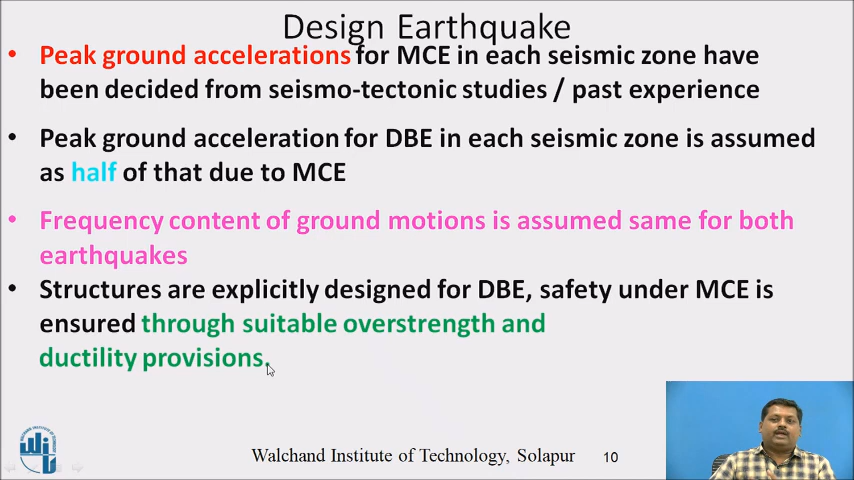 Design Earthquake
• Peak ground accelerations for MCE in each seismic zone have
been decided from seismo-tectonic studies / past experience
• Peak ground acceleration for DBE in each seismic zone is assumed
as half of that due to MCE
• Frequency content of ground motions is assumed same for both
earthquakes
• Structures are explicitly designed for DBE, safety under MCE is
ensured through suitable overstrength and
ductility provisions.
Walchand Institute of Technology, Solapur 10